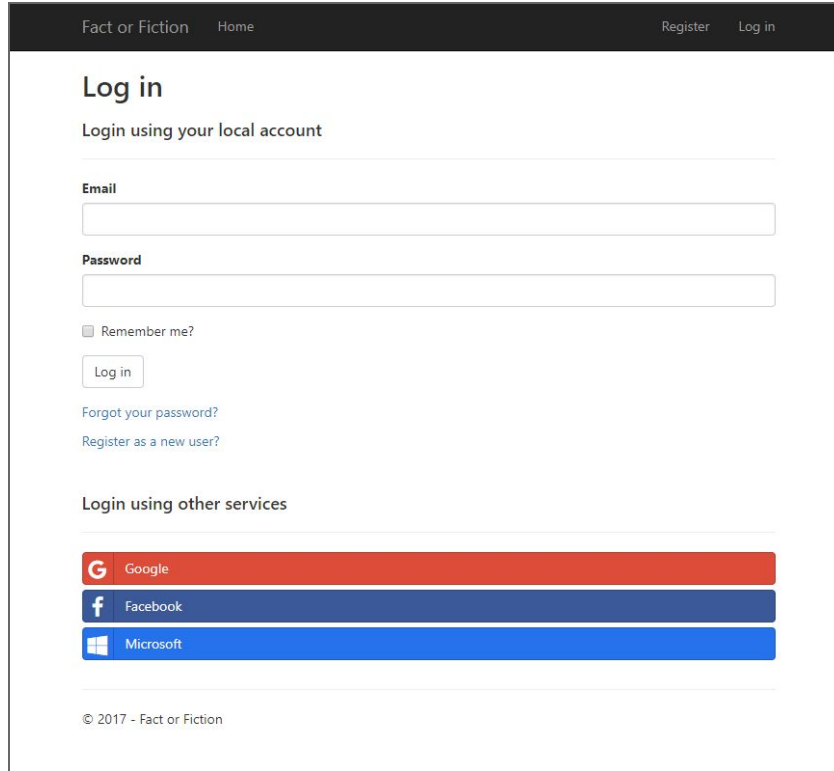 Fact or Fiction Home Register Log in
Log in
Login using your local account
Email
Password
Remember me?
Log in
Forgot your password?
Register as a new user?
Login using other services
Google
Facebook
Microsoft
© 2017 - Fact or Fiction